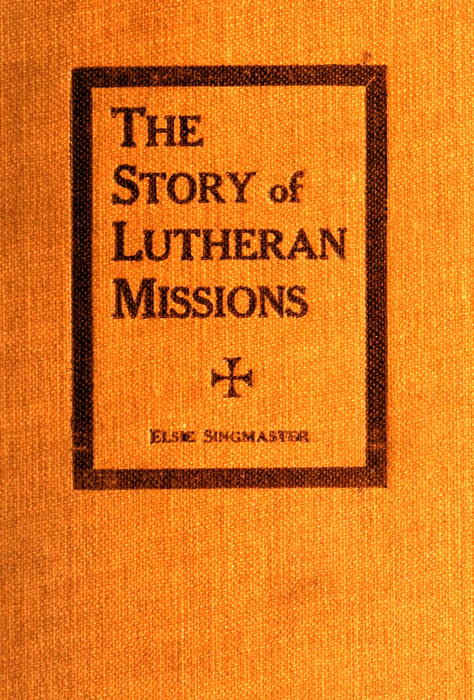 THE
STORY of
LUTHERAN
MISSIONS
ELSIE SINGMASTER